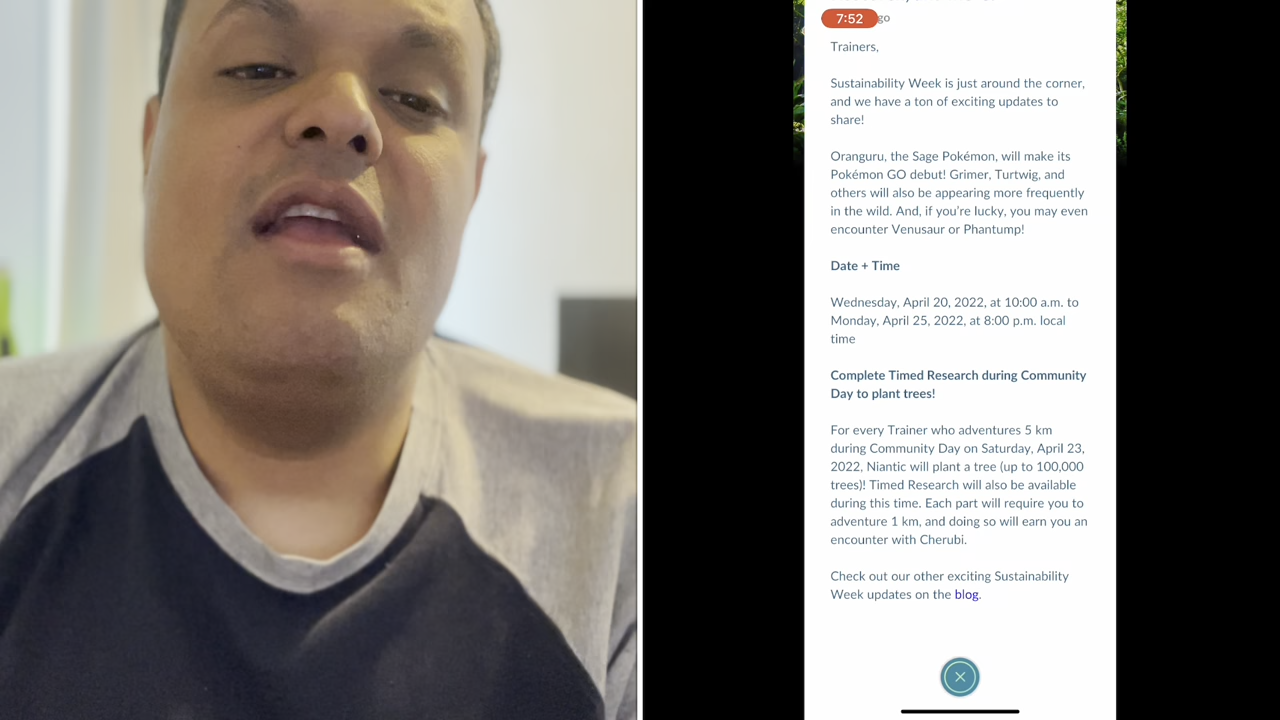 7:52
go
Trainers,
Sustainability Week is just around the corner,
and we have a ton of exciting updates to
share!
Oranguru, the Sage Pokémon, will make its
Pokémon GO debut! Grimer, Turtwig, and
others will also be appearing more frequently
in the wild. And, if you're lucky, you may even
encounter Venusaur or Phantump!
Date + Time
Wednesday, April 20, 2022, at 10:00 a.m. to
Monday, April 25, 2022, at 8:00 p.m. local
time
Complete Timed Research during Community
Day to plant trees!
For every Trainer who adventures 5 km
during Community Day on Saturday, April 23,
2022, Niantic will plant a tree (up to 100,000
trees)! Timed Research will also be available
during this time. Each part will require you to
adventure 1 km, and doing so will earn you an
encounter with Cherubi.
Check out our other exciting Sustainability
Week updates on the blog.